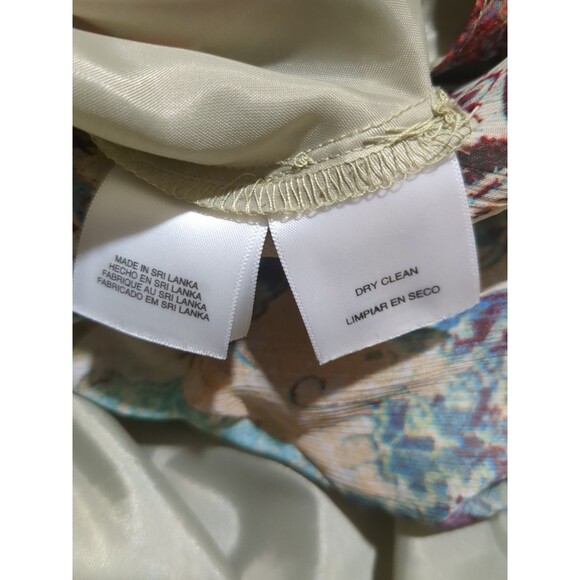 MADE IN SRI LANKA
HECHO EN SRI LANKA
FABRIQUE AU SRI LANKA
FABRICADO EM SRI LANKA
DRY CLEAN
LIMPIAR EN SECO